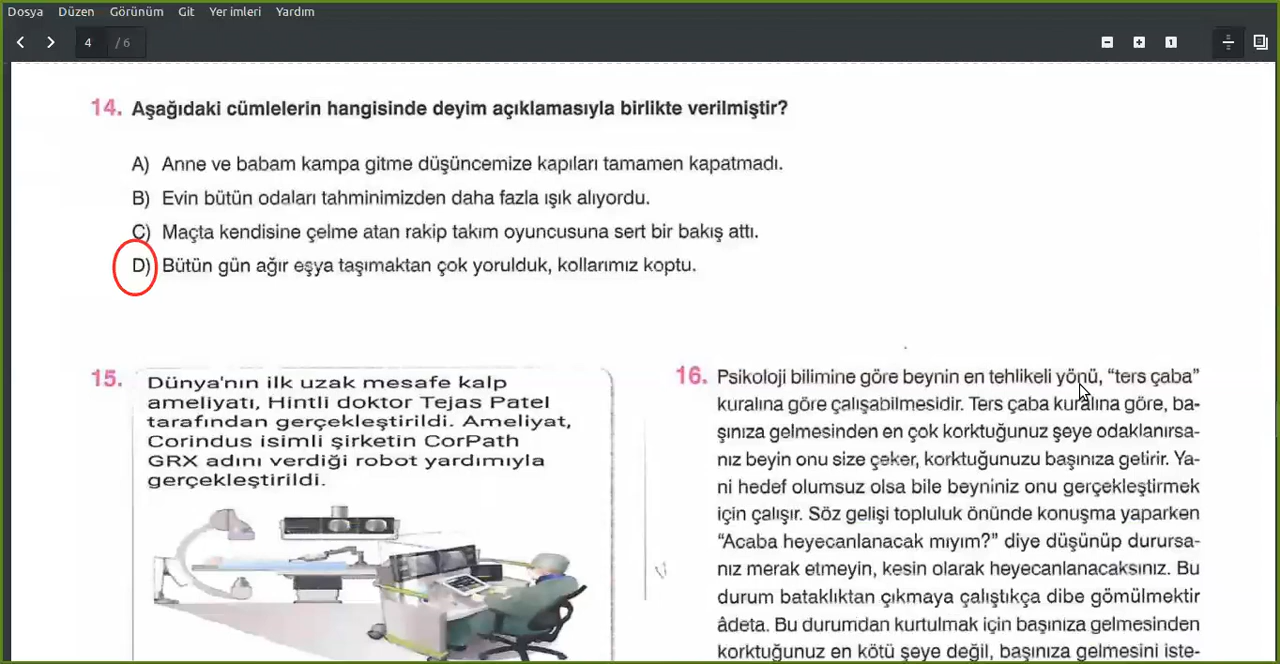 Dosya Düzen Görünüm Git Yer imleri Yardım
4 / 6
14. Aşağıdaki cümlelerin hangisinde deyim açıklamasıyla birlikte verilmiştir?
A) Anne ve babam kampa gitme düşüncemize kapıları tamamen kapatmadı.
B) Evin bütün odaları tahminimizden daha fazla ışık alıyordu.
C) Maçta kendisine çelme atan rakip takım oyuncusuna sert bir bakış attı.
D) Bütün gün ağır eşya taşımaktan çok yorulduk, kollarımız koptu.
15. Dünya'nın ilk uzak mesafe kalp
ameliyatı, Hintli doktor Tejas Patel
tarafından gerçekleştirildi. Ameliyat,
Corindus isimli şirketin CorPath
GRX adını verdiği robot yardımıyla
gerçekleştirildi.
16. Psikoloji bilimine göre beynin en tehlikeli yönü, “ters çaba”
kuralına göre çalışabilmesidir. Ters çaba kuralına göre, ba-
şınıza gelmesinden en çok korktuğunuz şeye odaklanırsa-
nız beyin onu size çeker, korktuğunuzu başınıza getirir. Ya-
ni hedef olumsuz olsa bile beyniniz onu gerçekleştirmek
için çalışır. Söz gelişi topluluk önünde konuşma yaparken
“Acaba heyecanlanacak mıyım?” diye düşünüp durursa-
nız merak etmeyin, kesin olarak heyecanlanacaksınız. Bu
durum bataklıktan çıkmaya çalıştıkça dibe gömülmektir
âdeta. Bu durumdan kurtulmak için başınıza gelmesinden
korktuğunuz en kötü şeye değil, başınıza gelmesini iste-